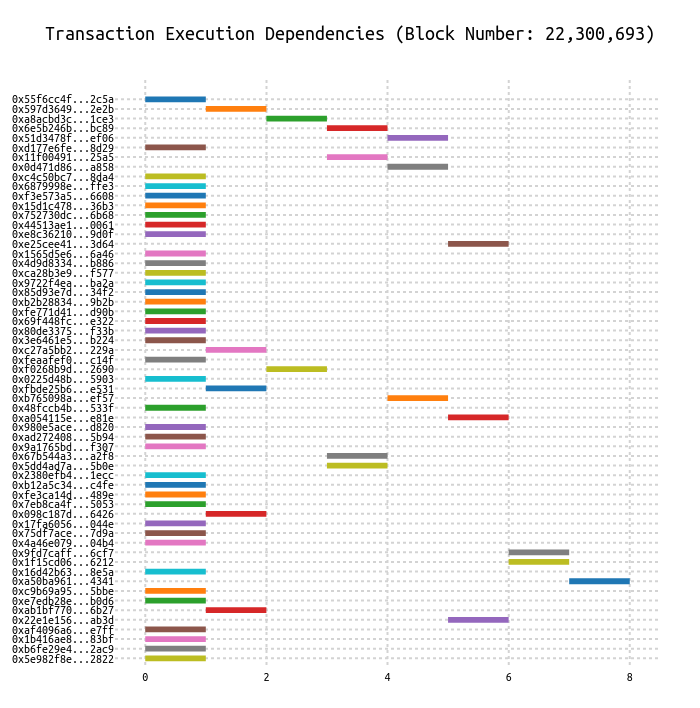 Transaction Execution Dependencies (Block Number: 22,300,693)
0x55f6cc4f...2c5a
0x597d3649...2e2b
0xa8acbd3c...1ce3
0x6e5b246b...bc89
0x51d3478f...ef06
0xd177e6fe...8d29
0x11f00491...25a5
0x0d471d86...a858
0xc4c50bc7...8da4
0x6879998e...ffe3
0xf3e573a5...6608
0x15d1c478...36b3
0x752730dc...6b68
0x44513ae1...0061
0xe8c36210...9d0f
0xe25cee41...3d64
0x1565d5e6...6a46
0x4d9d8334...b886
0xca28b3e9...f577
0x9722f4ea...ba2a
0x85d93e7d...34f2
0xb2b28834...9b2b
0xfe771d41...d90b
0x69f448fc...e322
0x80de3375...f33b
0x3e6461e5...b224
0xc27a5bb2...229a
0xfeaafef0...c14f
0xf0268b9d...2690
0x0225d48b...5903
0xfbde25b6...e531
0xb765098a...ef57
0x48fccb4b...533f
0xa054115e...e81e
0x980e5ace...d820
0xad272408...5b94
0x9a1765bd...f307
0x67b544a3...a2f8
0x5dd4ad7a...5b0e
0x2380efb4...1ecc
0xb12a5c34...c4fe
0xfe3ca14d...489e
0x7eb8ca4f...5053
0x098c187d...6426
0x17fa6056...044e
0x75df7ace...7d9a
0x4a46e079...04b4
0x9fd7caff...6cf7
0x1f15cd06...6212
0x16d42b63...8e5a
0xa50ba961...4341
0xc9b69a95...5bbe
0xe7edb28e...b0d6
0xab1bf770...6b27
0x22e1e156...ab3d
0xaf4096a6...e7ff
0x1b416ae8...83bf
0xb6fe29e4...2ac9
0x5e982f8e...2822
0 2 4 6 8